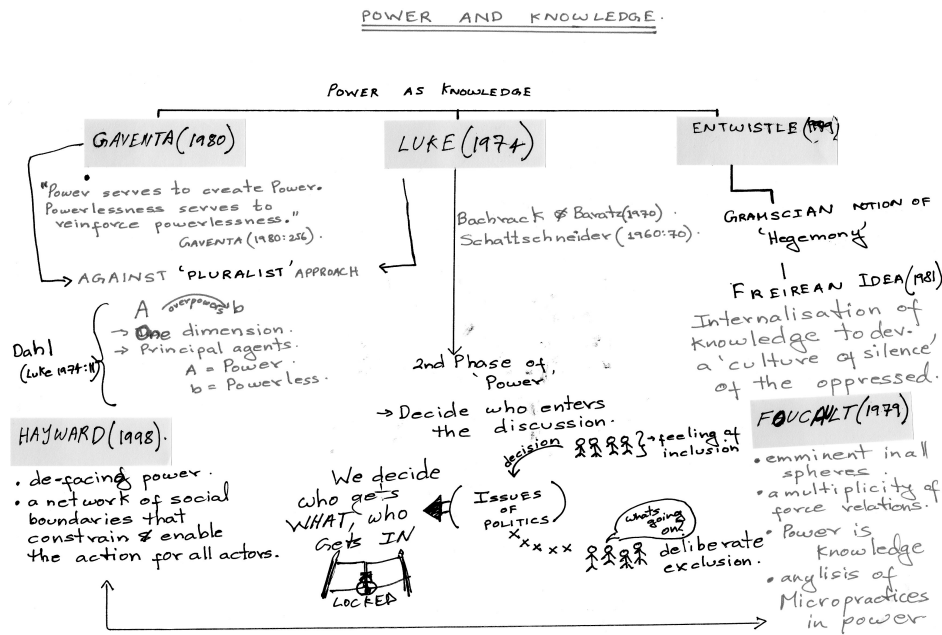 POWER AND KNOWLEDGE.
POWER AS KNOWLEDGE
GAVENTA (1980)
LUKE (1974)
ENTWISTLE (1979)
"Power serves to create Power.
Powerlessness serves to
reinforce powerlessness."
GAVENTA (1980:256).
AGAINST 'PLURALIST' APPROACH
Bachrack & Baratz (1970).
Schattschneider (1960:70).
GRAMSCIAN NOTION OF
'Hegemony'
FREIREAN IDEA (1981)
Internalisation of
knowledge to dev.
a 'culture of silence'
of the oppressed.
Dahl
(Luke 1974:11)
A overpowers b
→ One dimension.
→ Principal agents.
A = Power.
b = Powerless.
2nd Phase of
'Power'
→ Decide who enters
the discussion.
decision
→ feeling of
inclusion
ISSUES
OF
POLITICS
We decide
who gets
WHAT, who
Gets IN
LOCKED
x x x x x
whats
going
on?
deliberate
exclusion.
HAYWARD (1998).
• de-facing power.
• a network of social
boundaries that
constrain & enable
the action for all actors.
FOUCAULT (1979)
• emminent in all
spheres.
• a multiplicity of
force relations.
• Power is
knowledge
• anylisis of
Micropractices
in power